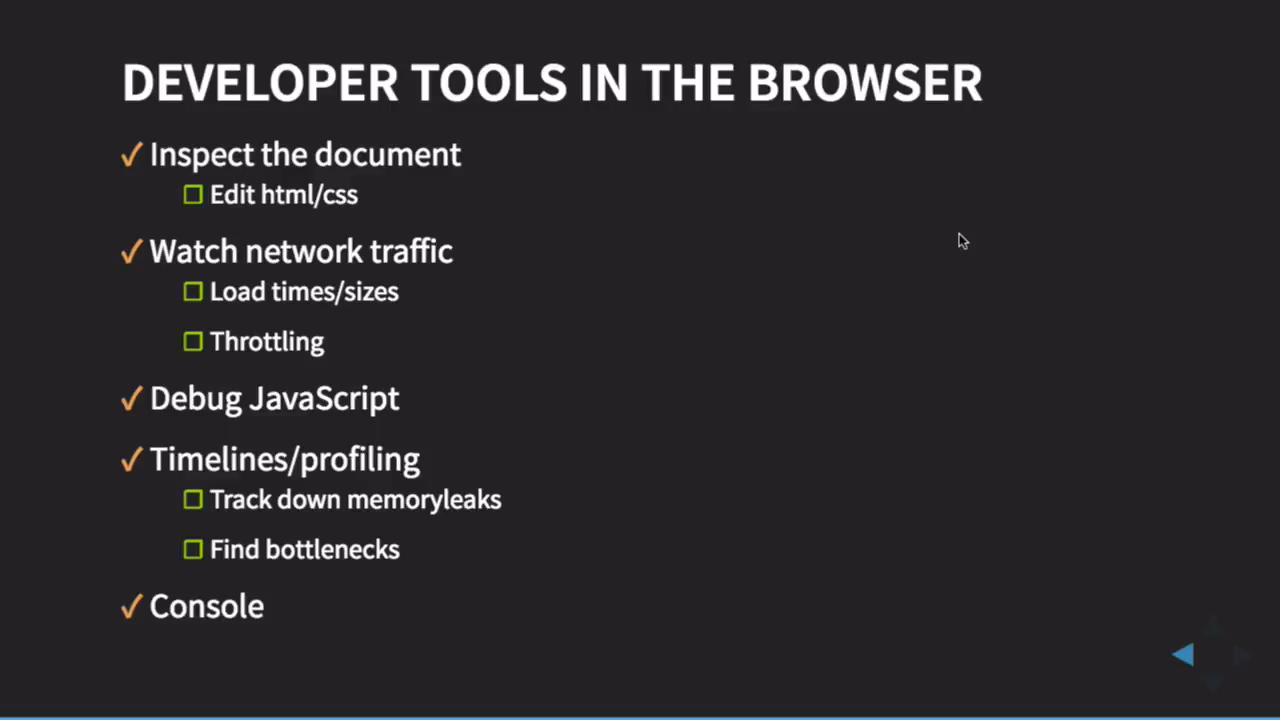 DEVELOPER TOOLS IN THE BROWSER
Inspect the document
Edit html/css
Watch network traffic
Load times/sizes
Throttling
Debug JavaScript
Timelines/profiling
Track down memoryleaks
Find bottlenecks
Console